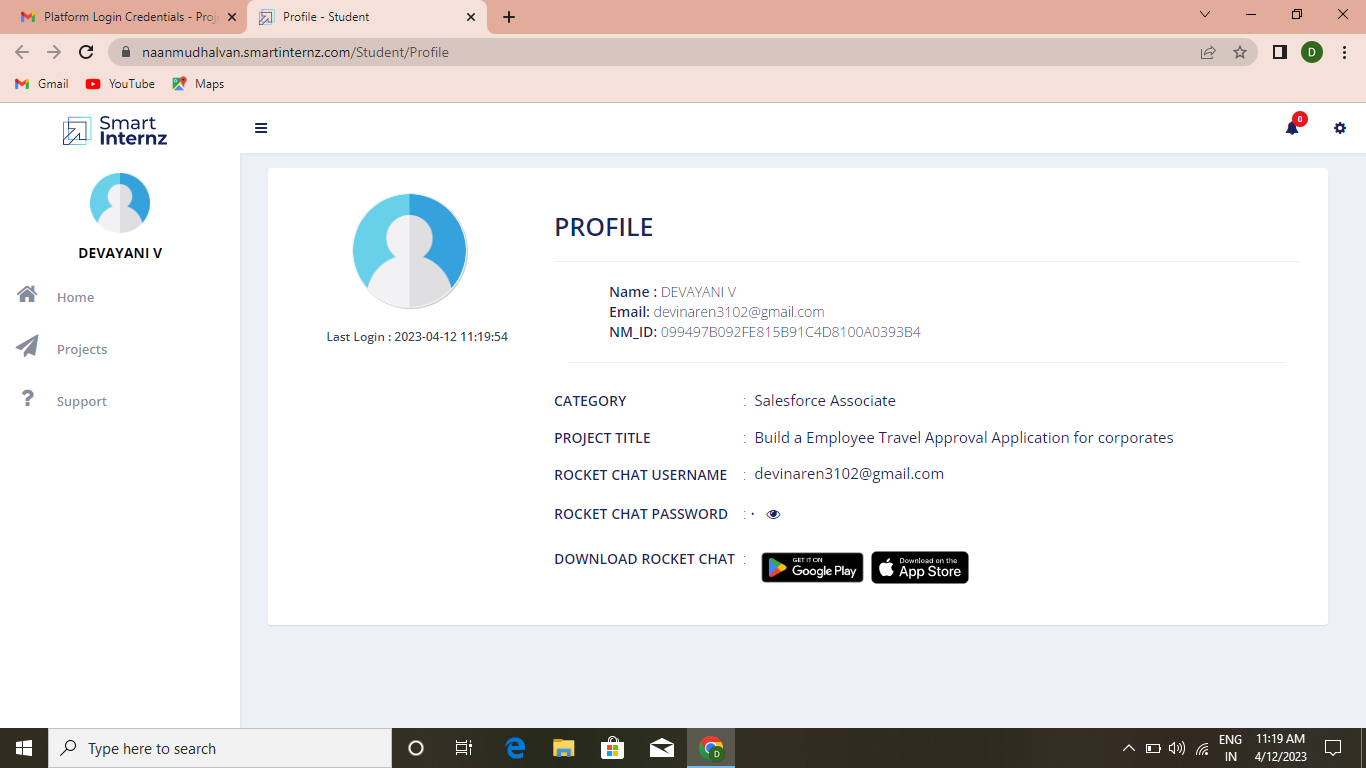 Platform Login Credentials - Proj
Profile - Student
naanmudhalvan.smartinternz.com/Student/Profile
D
Gmail
YouTube
Maps
Smart
Internz
0
DEVAYANI V
Home
Projects
Support
Last Login : 2023-04-12 11:19:54
PROFILE
Name : DEVAYANI V
Email: devinaren3102@gmail.com
NM_ID: 099497B092FE815B91C4D8100A0393B4
CATEGORY : Salesforce Associate
PROJECT TITLE : Build a Employee Travel Approval Application for corporates
ROCKET CHAT USERNAME : devinaren3102@gmail.com
ROCKET CHAT PASSWORD : ·
DOWNLOAD ROCKET CHAT :
GET IT ON
Google Play
Download on the
App Store
Type here to search
D
ENG
IN
11:19 AM
4/12/2023